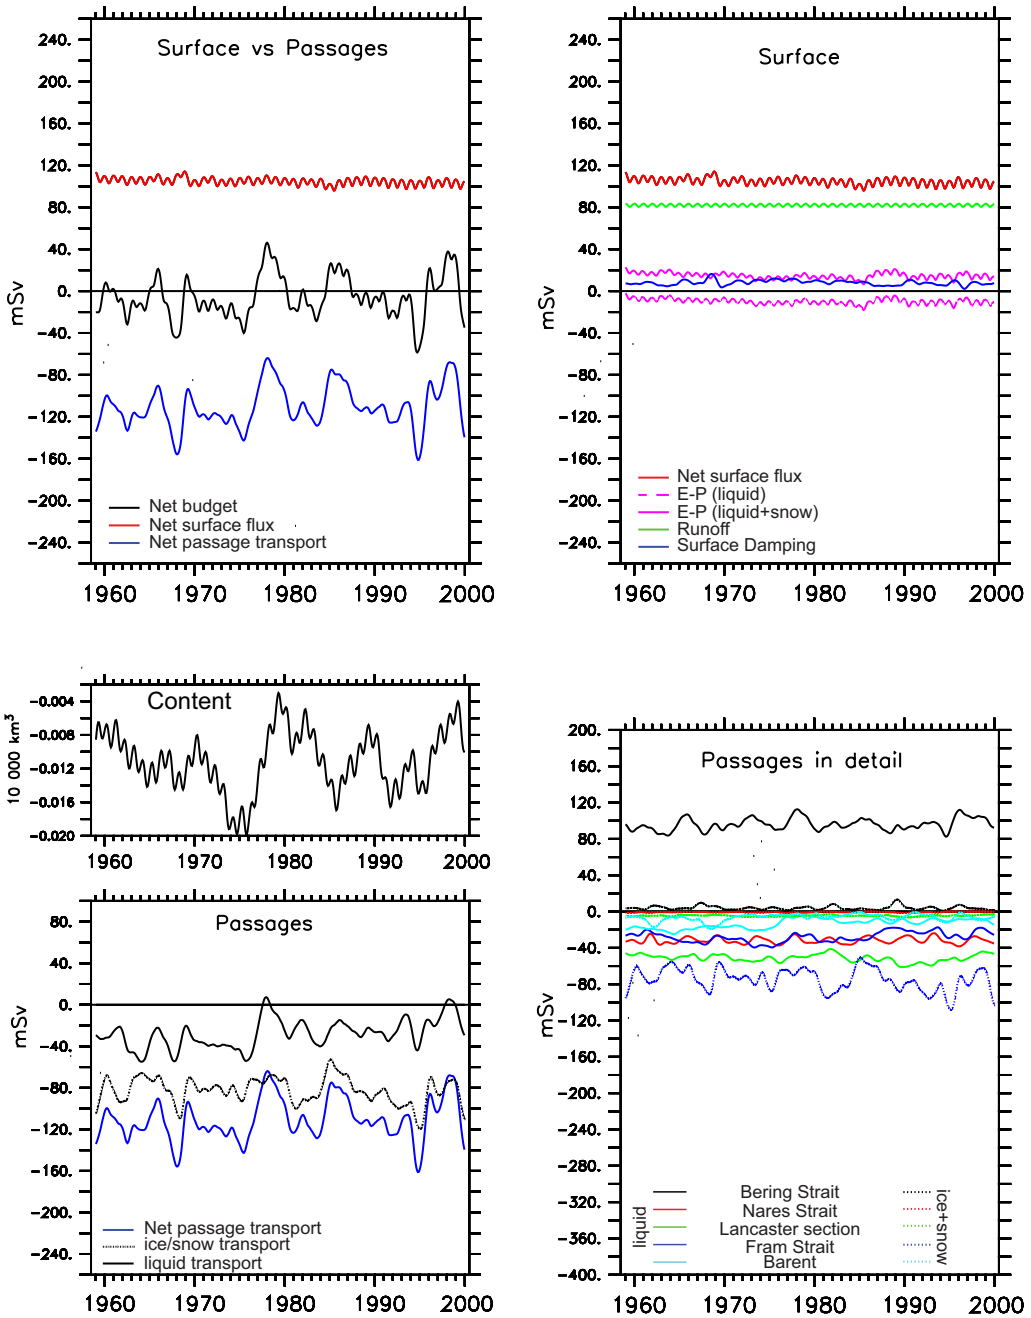 Surface vs Passages
240.
200.
160.
120.
80.
40.
0.
-40.
-80.
-120.
-160.
-200.
-240.
mSv
Net budget
Net surface flux
Net passage transport
1960 1970 1980 1990 2000
Surface
240.
200.
160.
120.
80.
40.
0.
-40.
-80.
-120.
-160.
-200.
-240.
mSv
Net surface flux
E-P (liquid)
E-P (liquid+snow)
Runoff
Surface Damping
1960 1970 1980 1990 2000
Content
-0.004
-0.008
-0.012
-0.016
-0.020
10 000 km³
1960 1970 1980 1990 2000
Passages
80.
40.
0.
-40.
-80.
-120.
-160.
-200.
-240.
mSv
Net passage transport
ice/snow transport
liquid transport
1960 1970 1980 1990 2000
Passages in detail
200.
160.
120.
80.
40.
0.
-40.
-80.
-120.
-160.
-200.
-240.
-280.
-320.
-360.
-400.
mSv
liquid
Bering Strait
Nares Strait
Lancaster section
Fram Strait
Barent
ice+snow
1960 1970 1980 1990 2000